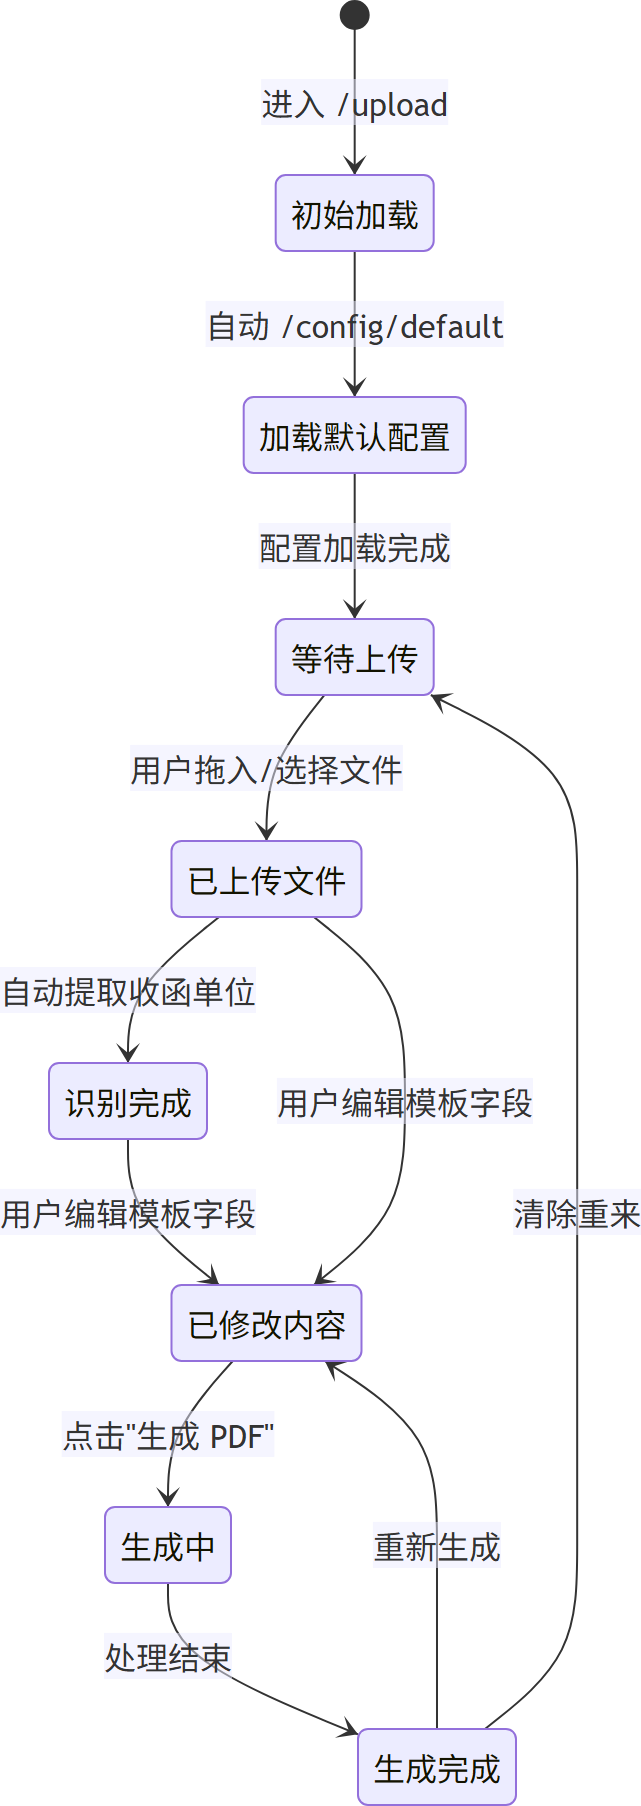 进入 /upload
初始加载
自动 /config/default
加载默认配置
配置加载完成
等待上传
用户拖入/选择文件
已上传文件
自动提取收函单位
识别完成
用户编辑模板字段
用户编辑模板字段
清除重来
已修改内容
点击"生成 PDF"
生成中
重新生成
处理结束
生成完成